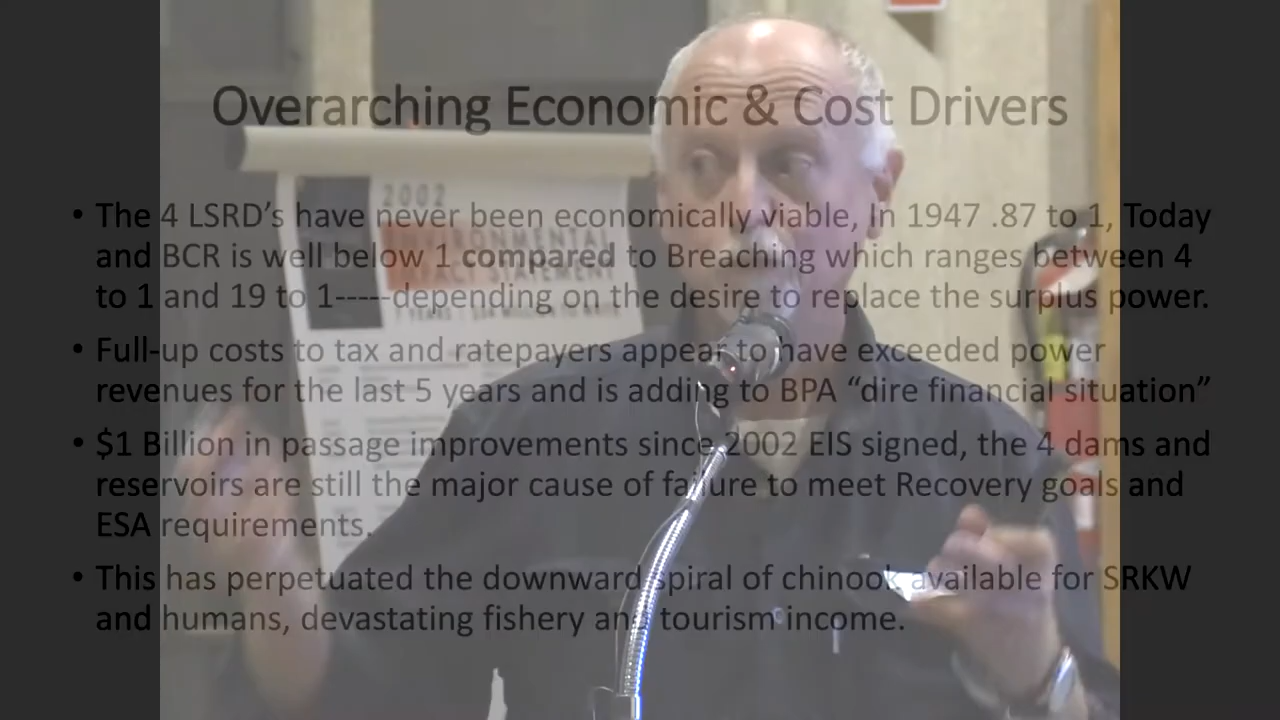 Overarching Economic & Cost Drivers
2002
• The 4 LSRD’s have never been economically viable, In 1947 .87 to 1, Today
and BCR is well below 1 compared to Breaching which ranges between 4
to 1 and 19 to 1-----depending on the desire to replace the surplus power.
• Full-up costs to tax and ratepayers appear to have exceeded power
revenues for the last 5 years and is adding to BPA “dire financial situation”
• $1 Billion in passage improvements since 2002 EIS signed, the 4 dams and
reservoirs are still the major cause of failure to meet Recovery goals and
ESA requirements.
• This has perpetuated the downward spiral of chinook available for SRKW
and humans, devastating fishery and tourism income.